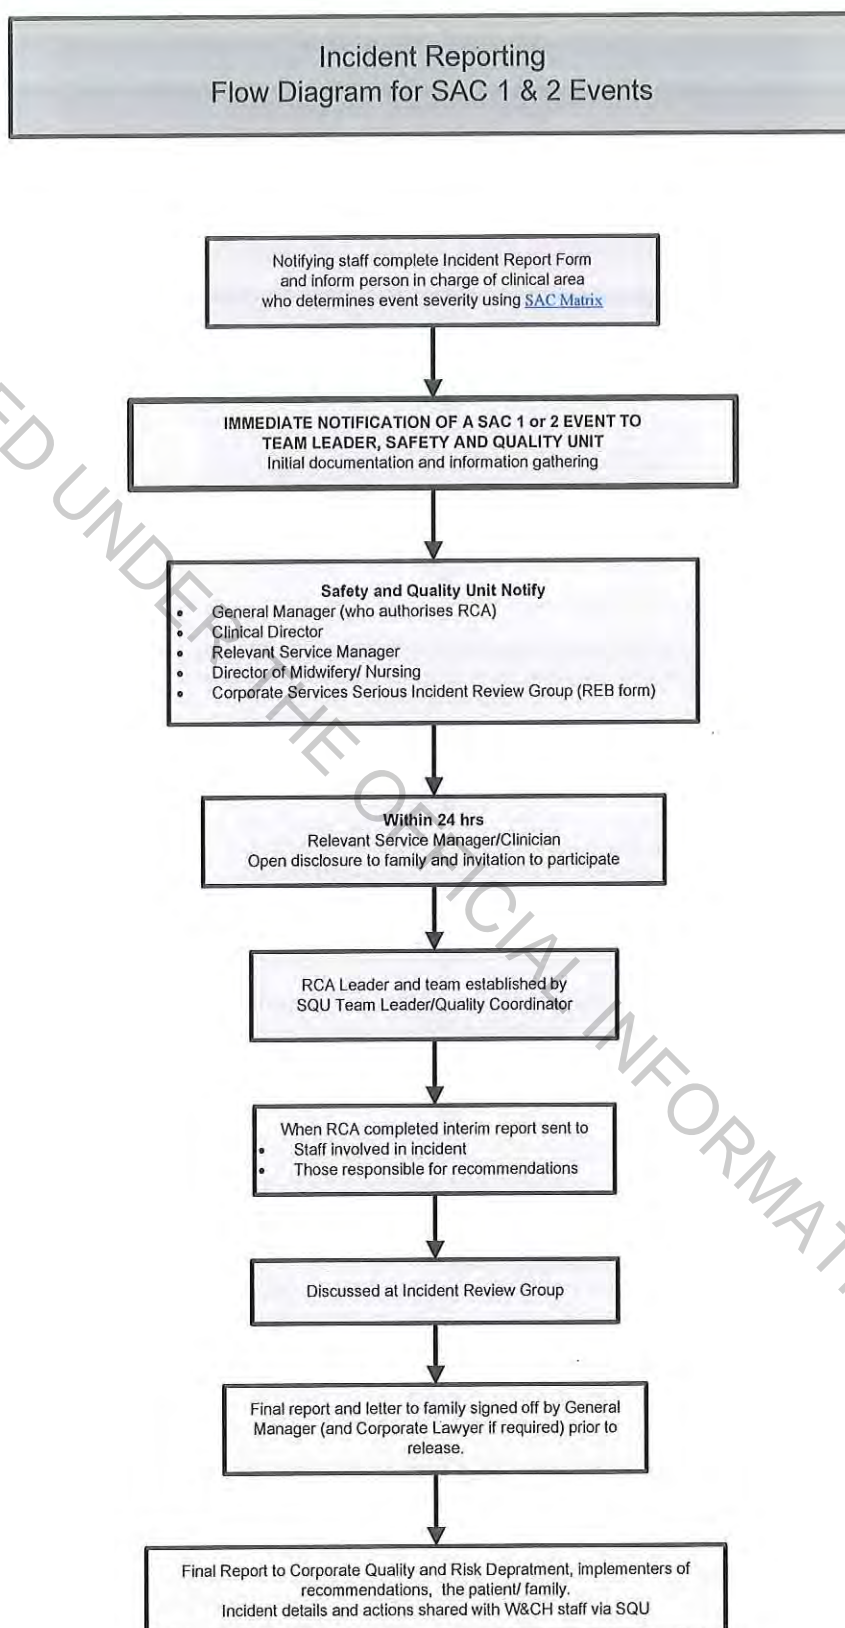 Incident Reporting
Flow Diagram for SAC 1 & 2 Events
Notifying staff complete Incident Report Form
and inform person in charge of clinical area
who determines event severity using SAC Matrix
IMMEDIATE NOTIFICATION OF A SAC 1 or 2 EVENT TO
TEAM LEADER, SAFETY AND QUALITY UNIT
Initial documentation and information gathering
Safety and Quality Unit Notify
• General Manager (who authorises RCA)
• Clinical Director
• Relevant Service Manager
• Director of Midwifery/ Nursing
• Corporate Services Serious Incident Review Group (REB form)
Within 24 hrs
Relevant Service Manager/Clinician
Open disclosure to family and invitation to participate
RCA Leader and team established by
SQU Team Leader/Quality Coordinator
When RCA completed interim report sent to
• Staff involved in incident
• Those responsible for recommendations
Discussed at Incident Review Group
Final report and letter to family signed off by General
Manager (and Corporate Lawyer if required) prior to
release.
Final Report to Corporate Quality and Risk Depratment, implementers of
recommendations, the patient/ family.
Incident details and actions shared with W&CH staff via SQU
UNDER THE OFFICIAL